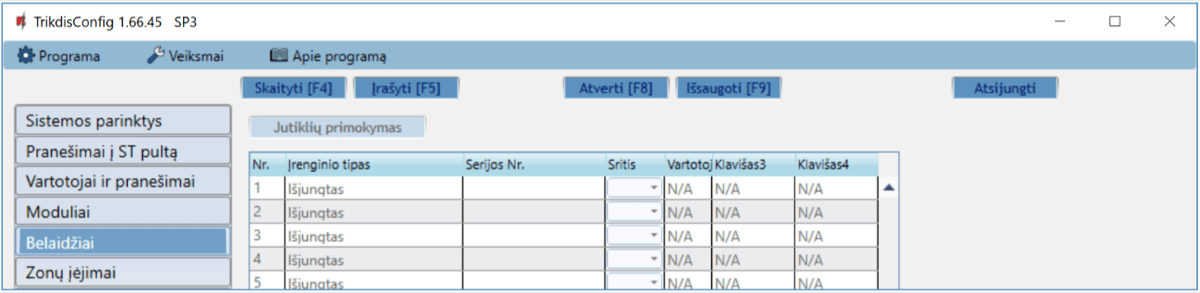 TrikdisConfig 1.66.45 SP3
Programa Veiksmai Apie programą
Skaityti [F4] Įrašyti [F5] Atverti [F8] Išsaugoti [F9] Atsijungti
Sistemos parinktys
Pranešimai į ST pultą
Vartotojai ir pranešimai
Moduliai
Belaidžiai
Zonų įėjimai
Jutiklių primokymas
Nr. Įrenginio tipas Serijos Nr. Sritis Vartotoj Klavišas3 Klavišas4
1 Išjungtas N/A N/A N/A
2 Išjungtas N/A N/A N/A
3 Išjungtas N/A N/A N/A
4 Išjungtas N/A N/A N/A
5 Išjungtas N/A N/A N/A